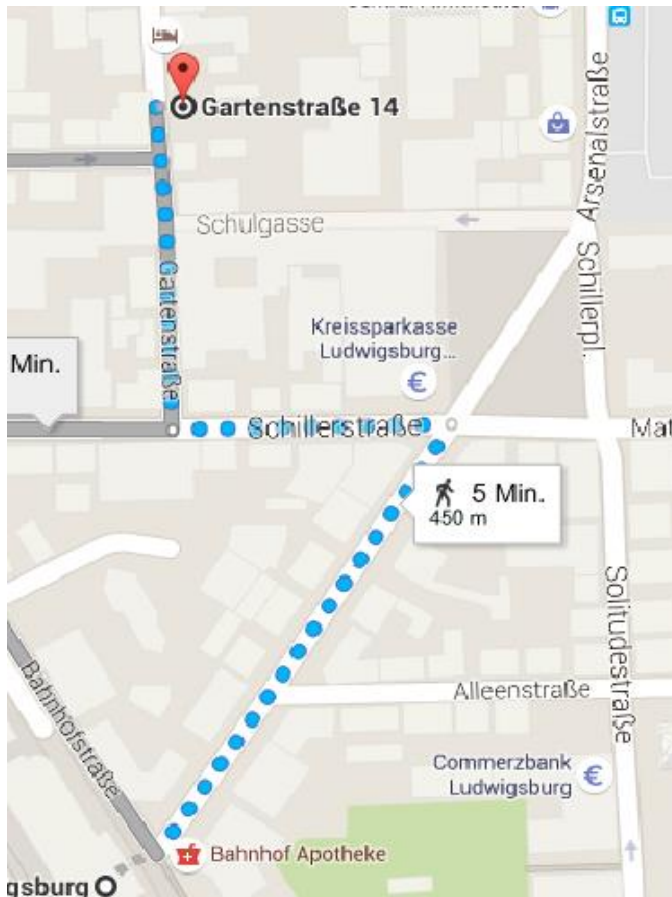 Gartenstraße 14
Arsenalstraße
Schulgasse
Schillerpl.
Gartenstraße
Kreissparkasse
Ludwigsburg...
€
Min.
Schillerstraße
Mat
5 Min.
450 m
Solitudestraße
Bahnhofstraße
Alleenstraße
Commerzbank
Ludwigsburg
€
Bahnhof Apotheke
gsburg